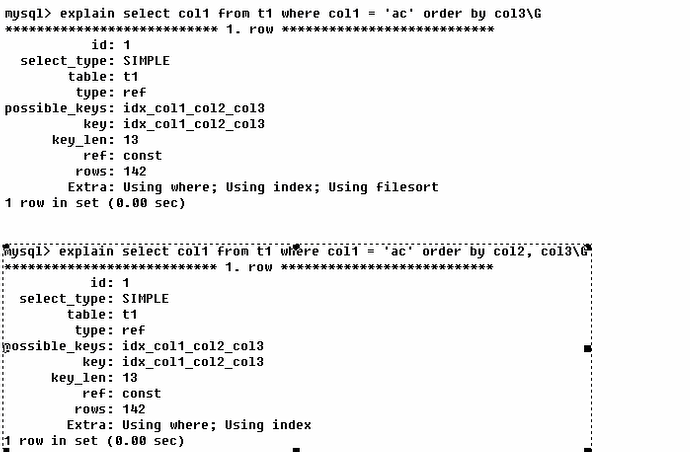 mysql> explain select col1 from t1 where col1 = 'ac' order by col3\G
*************************** 1. row ***************************
id: 1
select_type: SIMPLE
table: t1
type: ref
possible_keys: idx_col1_col2_col3
key: idx_col1_col2_col3
key_len: 13
ref: const
rows: 142
Extra: Using where; Using index; Using filesort
1 row in set (0.00 sec)
mysql> explain select col1 from t1 where col1 = 'ac' order by col2, col3\G
*************************** 1. row ***************************
id: 1
select_type: SIMPLE
table: t1
type: ref
possible_keys: idx_col1_col2_col3
key: idx_col1_col2_col3
key_len: 13
ref: const
rows: 142
Extra: Using where; Using index
1 row in set (0.00 sec)